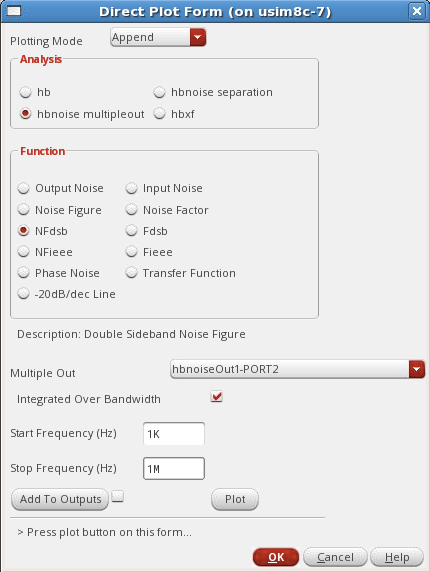 Direct Plot Form (on usim8c-7)
Plotting Mode Append
Analysis
hb hbnoise separation
hbnoise multipleout hbxf
Function
Output Noise Input Noise
Noise Figure Noise Factor
NFdsb Fdsb
NFieee Fieee
Phase Noise Transfer Function
-20dB/dec Line
Description: Double Sideband Noise Figure
Multiple Out hbnoiseOut1-PORT2
Integrated Over Bandwidth
Start Frequency (Hz) 1K
Stop Frequency (Hz) 1M
Add To Outputs Plot
> Press plot button on this form...
OK Cancel Help